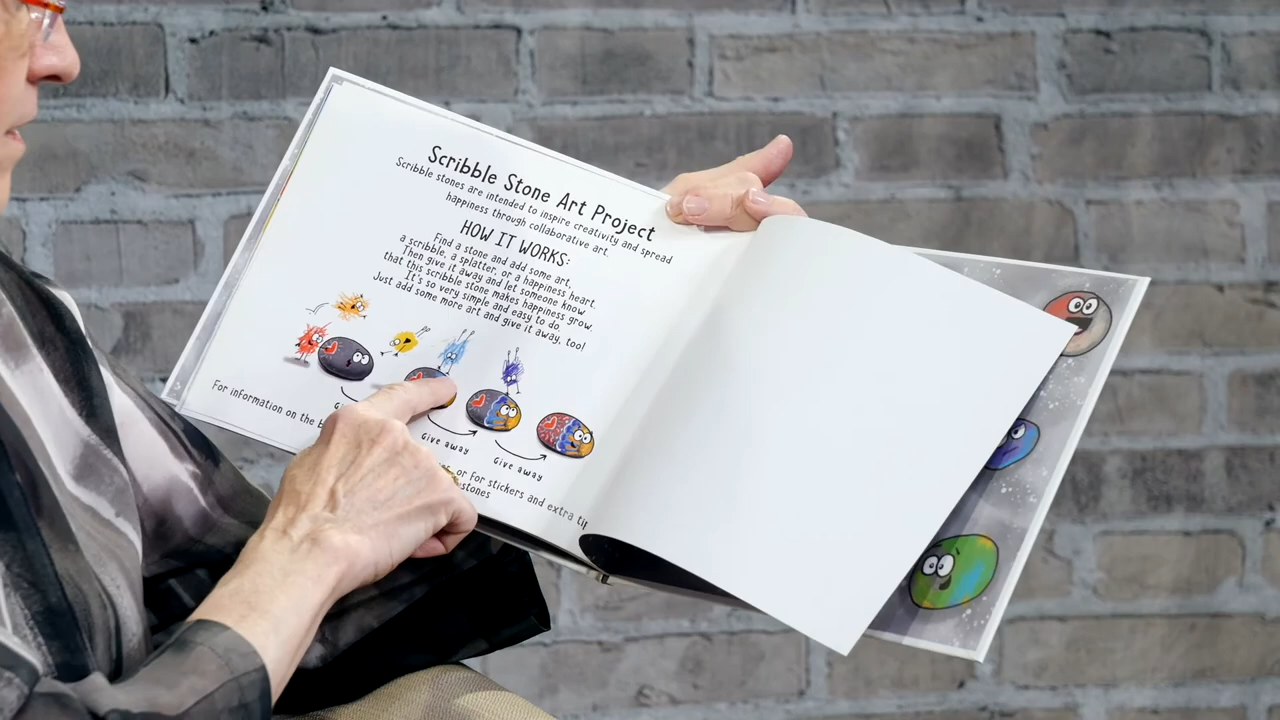 Scribble Stone Art Project
Scribble stones are intended to inspire creativity and spread
happiness through collaborative art.
HOW IT WORKS:
Find a stone and add some art,
a scribble, a splatter, or a happiness heart.
Then give it away and let someone know
that this scribble stone makes happiness grow.
It's so very simple and easy to do.
Just add some more art and give it away, too!
Give away
Give away
For information on the
or for stickers and extra
stones